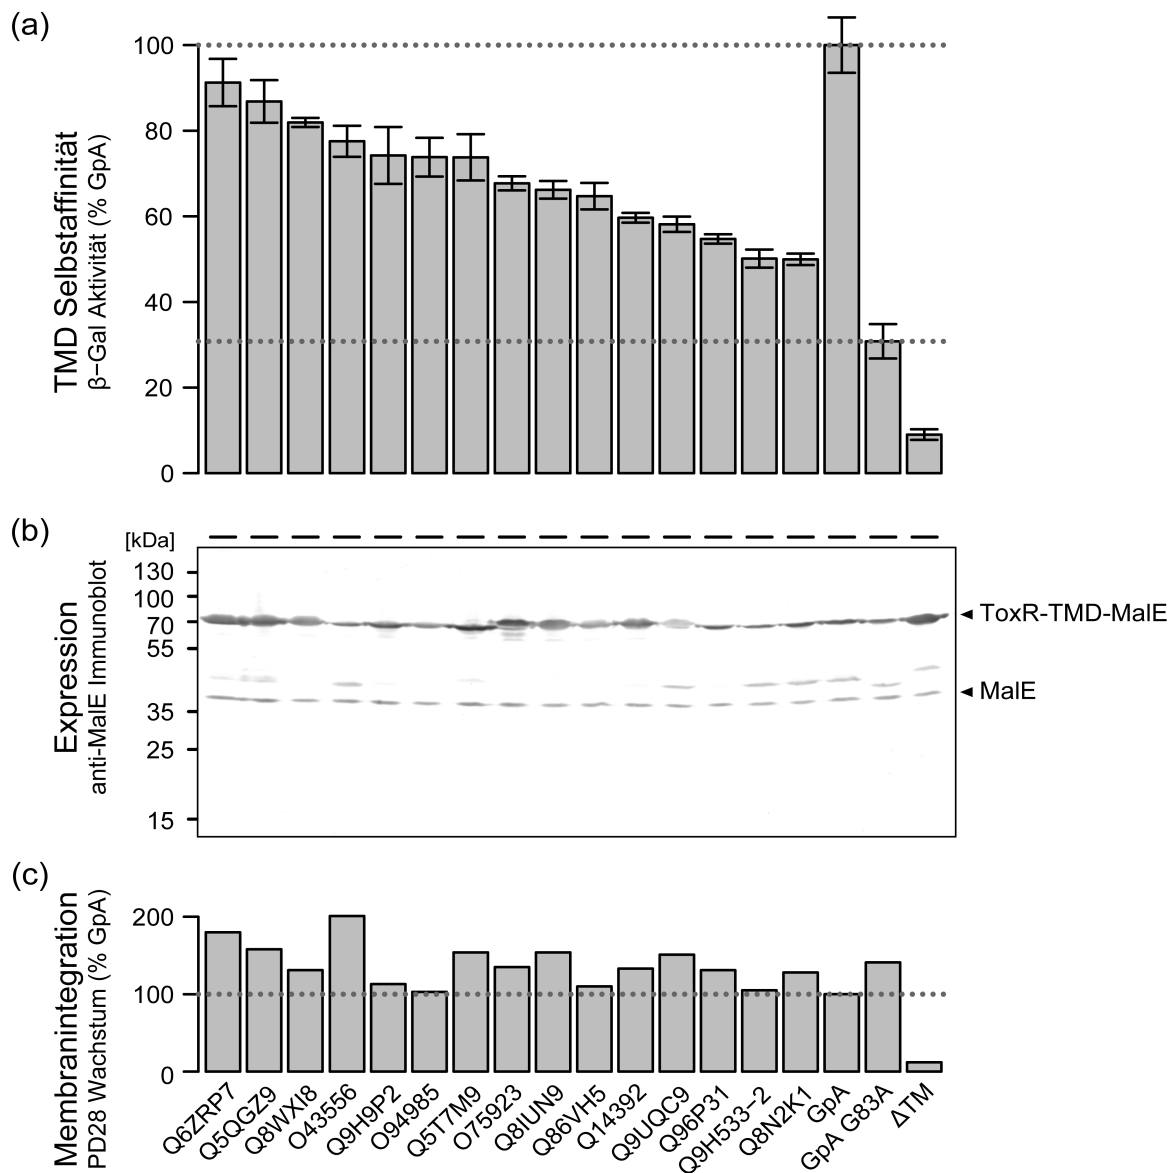 (a)
TMD Selbstaffinität
β−Gal Aktivität (% GpA)
100
80
60
40
20
0
(b)
Expression
anti-MalE Immunoblot
[kDa]
130
100
70
55
35
25
15
ToxR-TMD-MalE
MalE
(c)
Membranintegration
PD28 Wachstum (% GpA)
200
100
0
Q6ZRP7
Q5QGZ9
Q8WXI8
O43556
Q9H9P2
O94985
Q5T7M9
O75923
Q8IUN9
Q86VH5
Q14392
Q9UQC9
Q96P31
Q9H533−2
Q8N2K1
GpA
GpA G83A
ΔTM